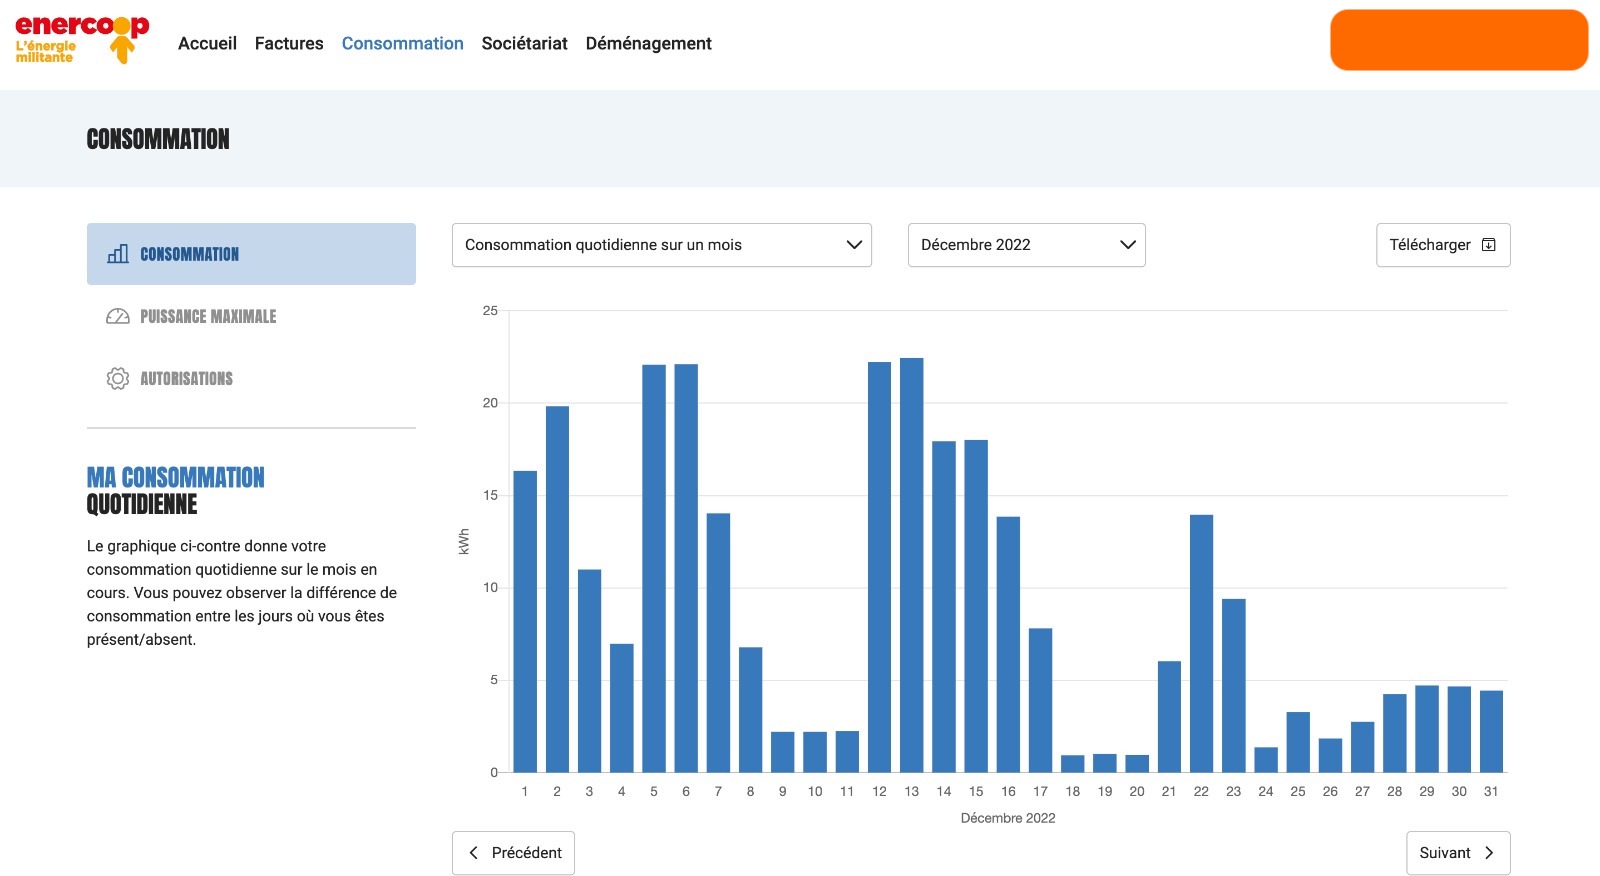 enercoop
L'énergie
militante
Accueil Factures Consommation Sociétariat Déménagement
CONSOMMATION
CONSOMMATION
PUISSANCE MAXIMALE
AUTORISATIONS
MA CONSOMMATION
QUOTIDIENNE
Le graphique ci-contre donne votre
consommation quotidienne sur le mois en
cours. Vous pouvez observer la différence de
consommation entre les jours où vous êtes
présent/absent.
Consommation quotidienne sur un mois
Décembre 2022
Télécharger
25
20
15
10
5
0
kWh
1 2 3 4 5 6 7 8 9 10 11 12 13 14 15 16 17 18 19 20 21 22 23 24 25 26 27 28 29 30 31
Décembre 2022
Précédent
Suivant